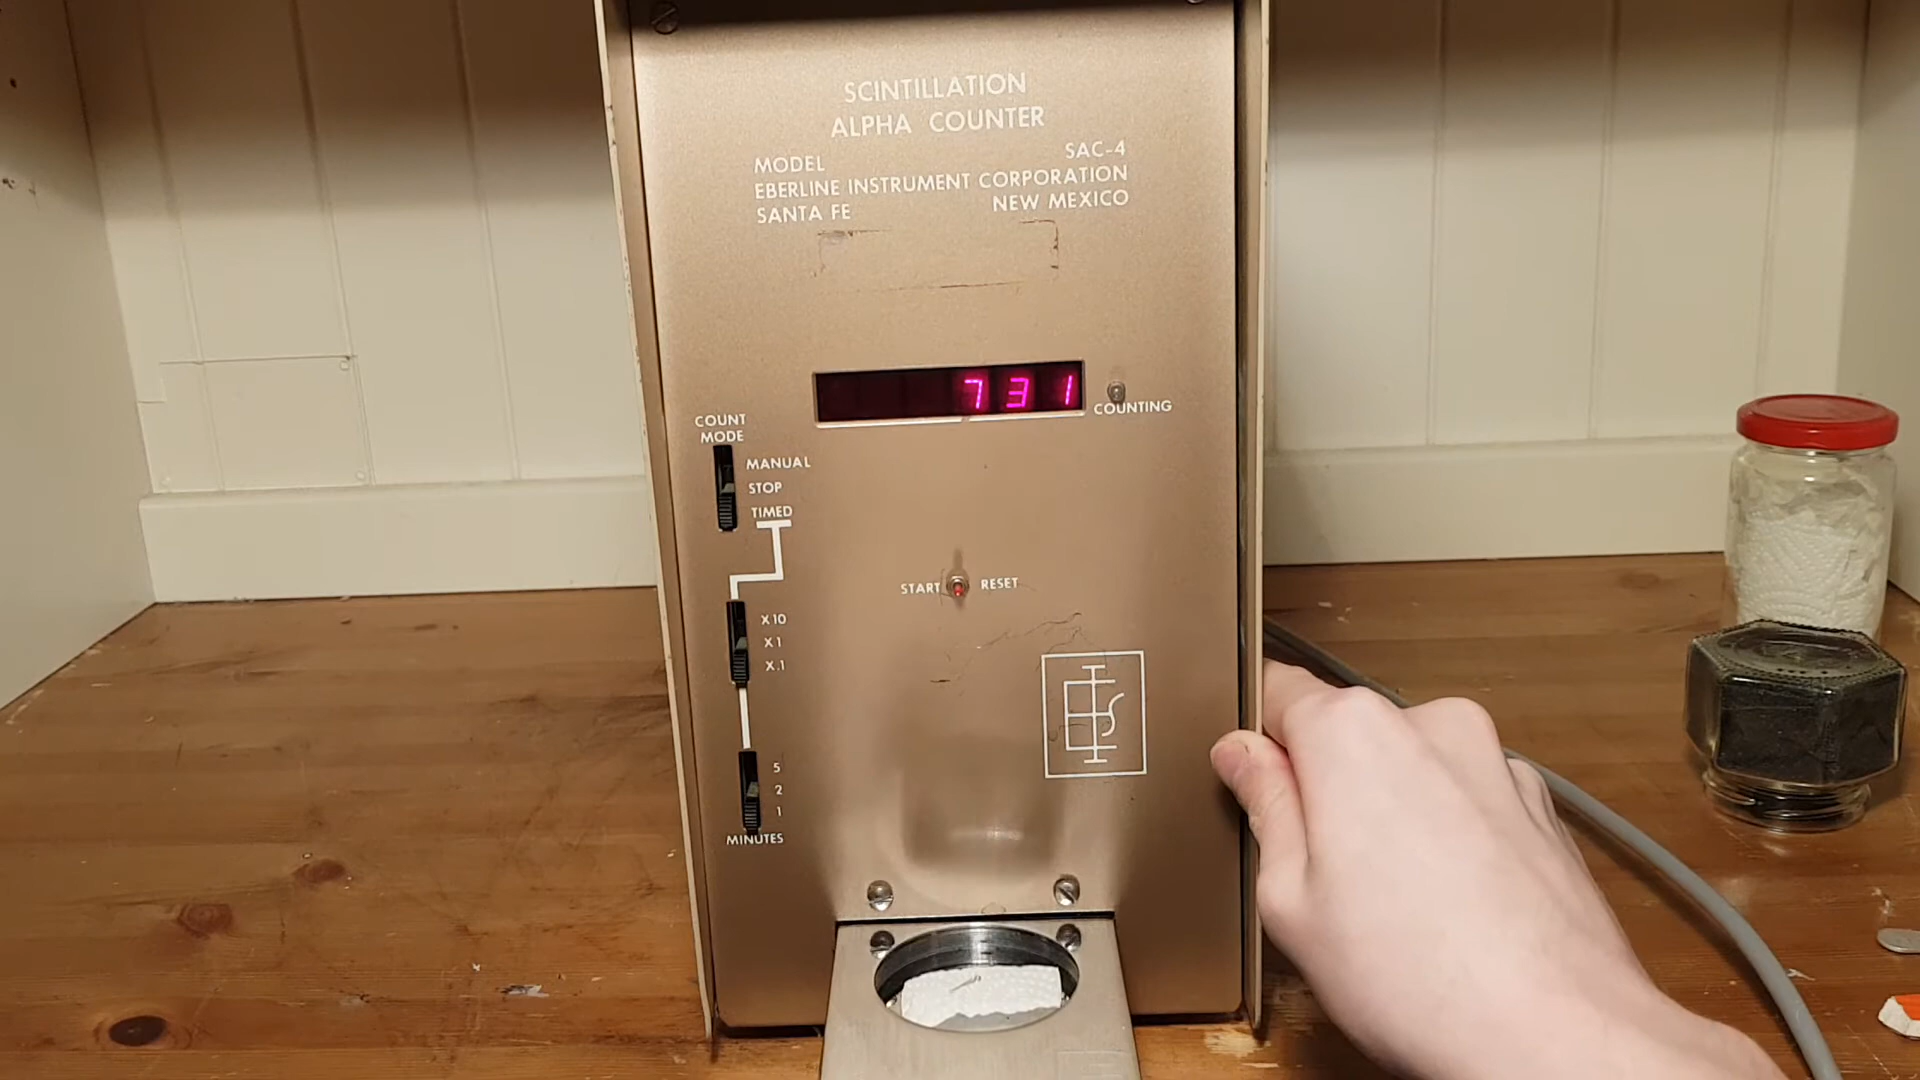 SCINTILLATION
ALPHA COUNTER
MODEL SAC-4
EBERLINE INSTRUMENT CORPORATION
SANTA FE NEW MEXICO
731
COUNTING
COUNT
MODE
MANUAL
STOP
TIMED
START RESET
X10
X1
X.1
EIS
5
2
1
MINUTES